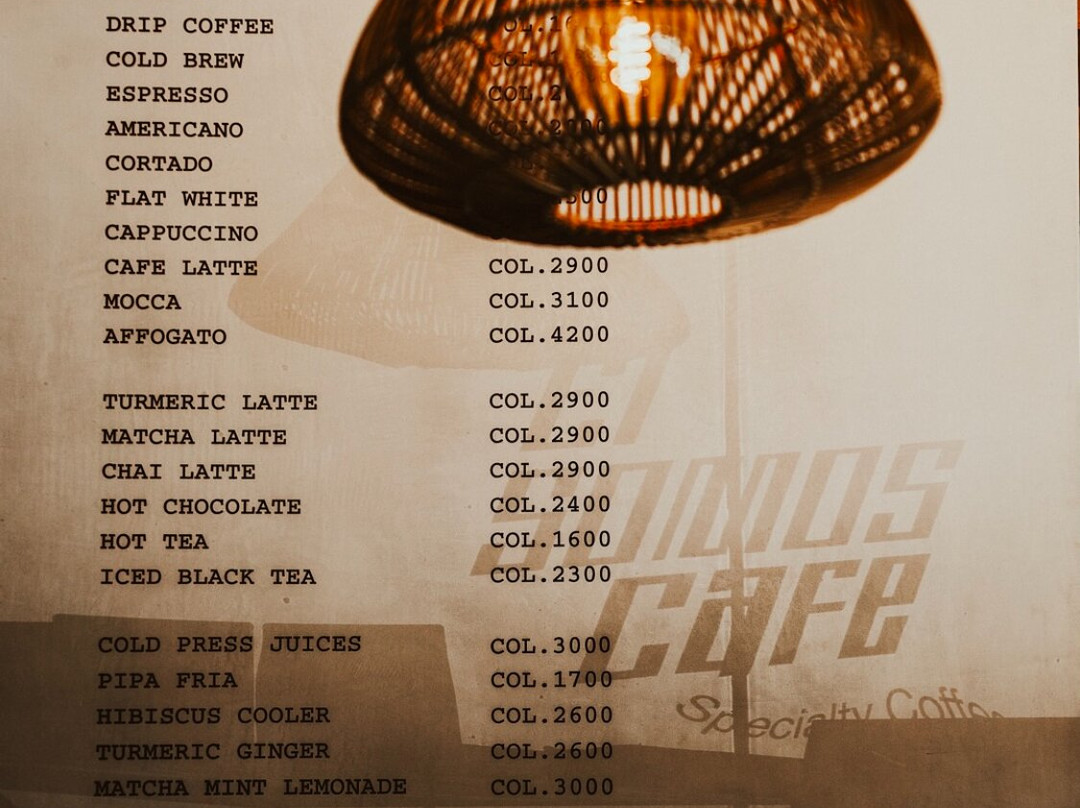 DRIP COFFEE
COLD BREW
ESPRESSO
AMERICANO
CORTADO
FLAT WHITE
CAPPUCCINO
CAFE LATTE COL.2900
MOCCA COL.3100
AFFOGATO COL.4200
TURMERIC LATTE COL.2900
MATCHA LATTE COL.2900
CHAI LATTE COL.2900
HOT CHOCOLATE COL.2400
HOT TEA COL.1600
ICED BLACK TEA COL.2300
COLD PRESS JUICES COL.3000
PIPA FRIA COL.1700
HIBISCUS COOLER COL.2600
TURMERIC GINGER COL.2600
MATCHA MINT LEMONADE COL.3000
SOMOS
CaFe
Specialty Coffee